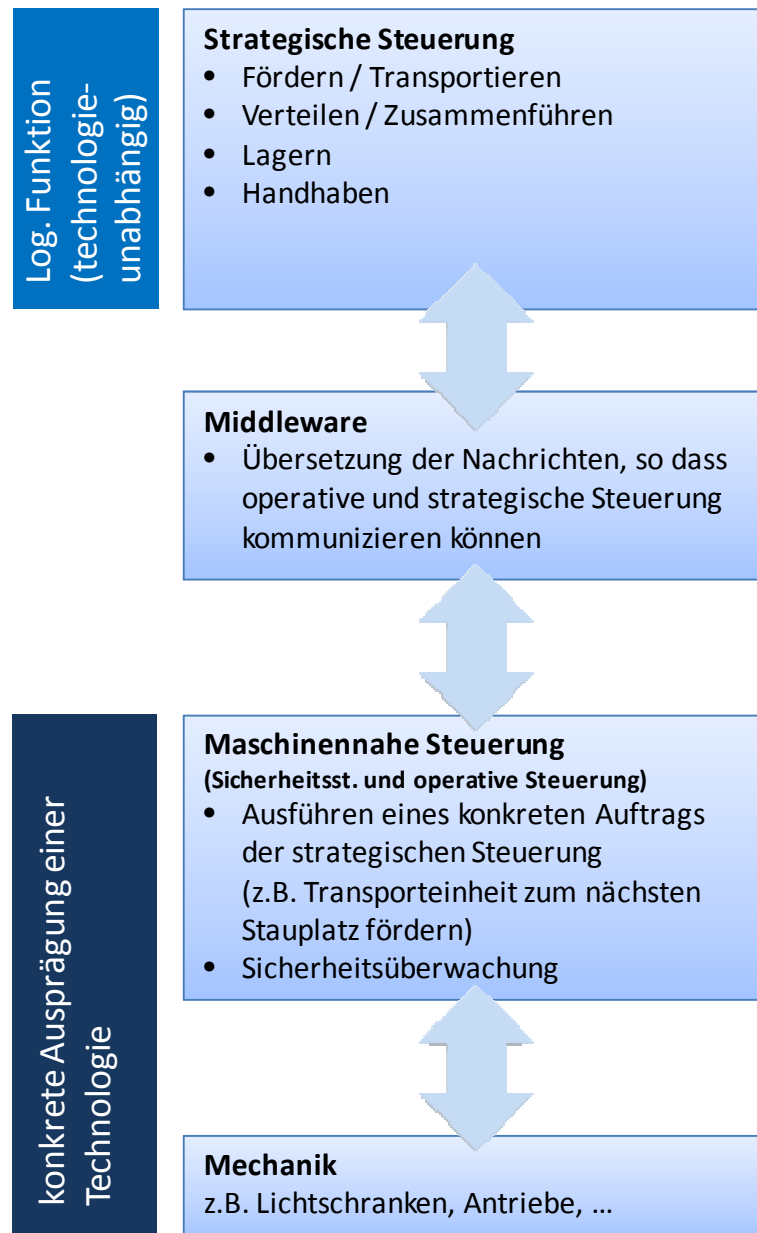 Log. Funktion
(technologie-
unabhängig)
Strategische Steuerung
• Fördern / Transportieren
• Verteilen / Zusammenführen
• Lagern
• Handhaben
Middleware
• Übersetzung der Nachrichten, so dass
operative und strategische Steuerung
kommunizieren können
konkrete Ausprägung einer
Technologie
Maschinennahe Steuerung
(Sicherheitsst. und operative Steuerung)
• Ausführen eines konkreten Auftrags
der strategischen Steuerung
(z.B. Transporteinheit zum nächsten
Stauplatz fördern)
• Sicherheitsüberwachung
Mechanik
z.B. Lichtschranken, Antriebe, ...